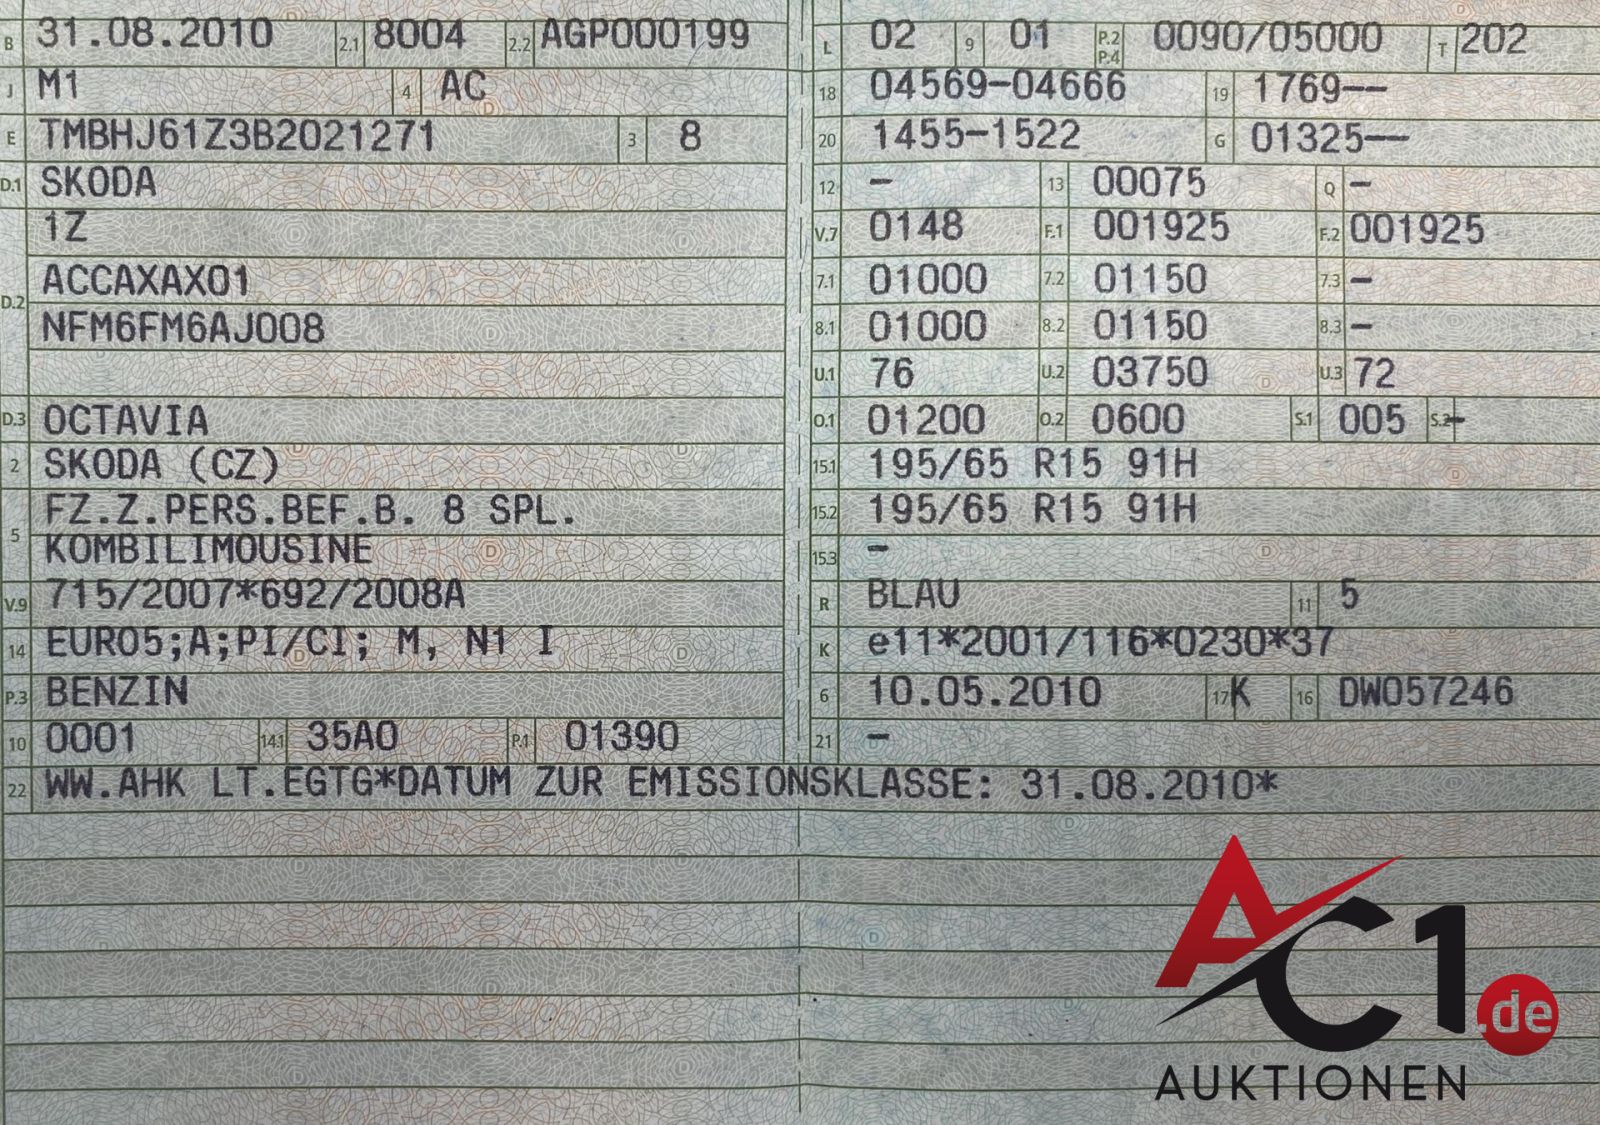 B 31.08.2010 2.1 8004 2.2 AGP000199
J M1 4 AC
E TMBHJ61Z3B2021271 3 8
D.1 SKODA
1Z
D.2 ACCAXAX01
NFM6FM6AJ008
D.3 OCTAVIA
2 SKODA (CZ)
5 FZ.Z.PERS.BEF.B. 8 SPL.
KOMBILIMOUSINE
V.9 715/2007*692/2008A
14 EURO5;A;PI/CI; M, N1 I
P.3 BENZIN
10 0001 14.1 35A0 P.1 01390
L 02 9 01 P.2 P.4 0090/05000 T 202
18 04569-04666 19 1769--
20 1455-1522 G 01325--
12 - 13 00075 Q -
V.7 0148 F.1 001925 F.2 001925
7.1 01000 7.2 01150 7.3 -
8.1 01000 8.2 01150 8.3 -
U.1 76 U.2 03750 U.3 72
O.1 01200 O.2 0600 S.1 005 S.2 -
15.1 195/65 R15 91H
15.2 195/65 R15 91H
15.3 -
R BLAU 11 5
K e11*2001/116*0230*37
6 10.05.2010 17 K 16 DW057246
21 -
22 WW.AHK LT.EGTG*DATUM ZUR EMISSIONSKLASSE: 31.08.2010*
AC1.de
AUKTIONEN